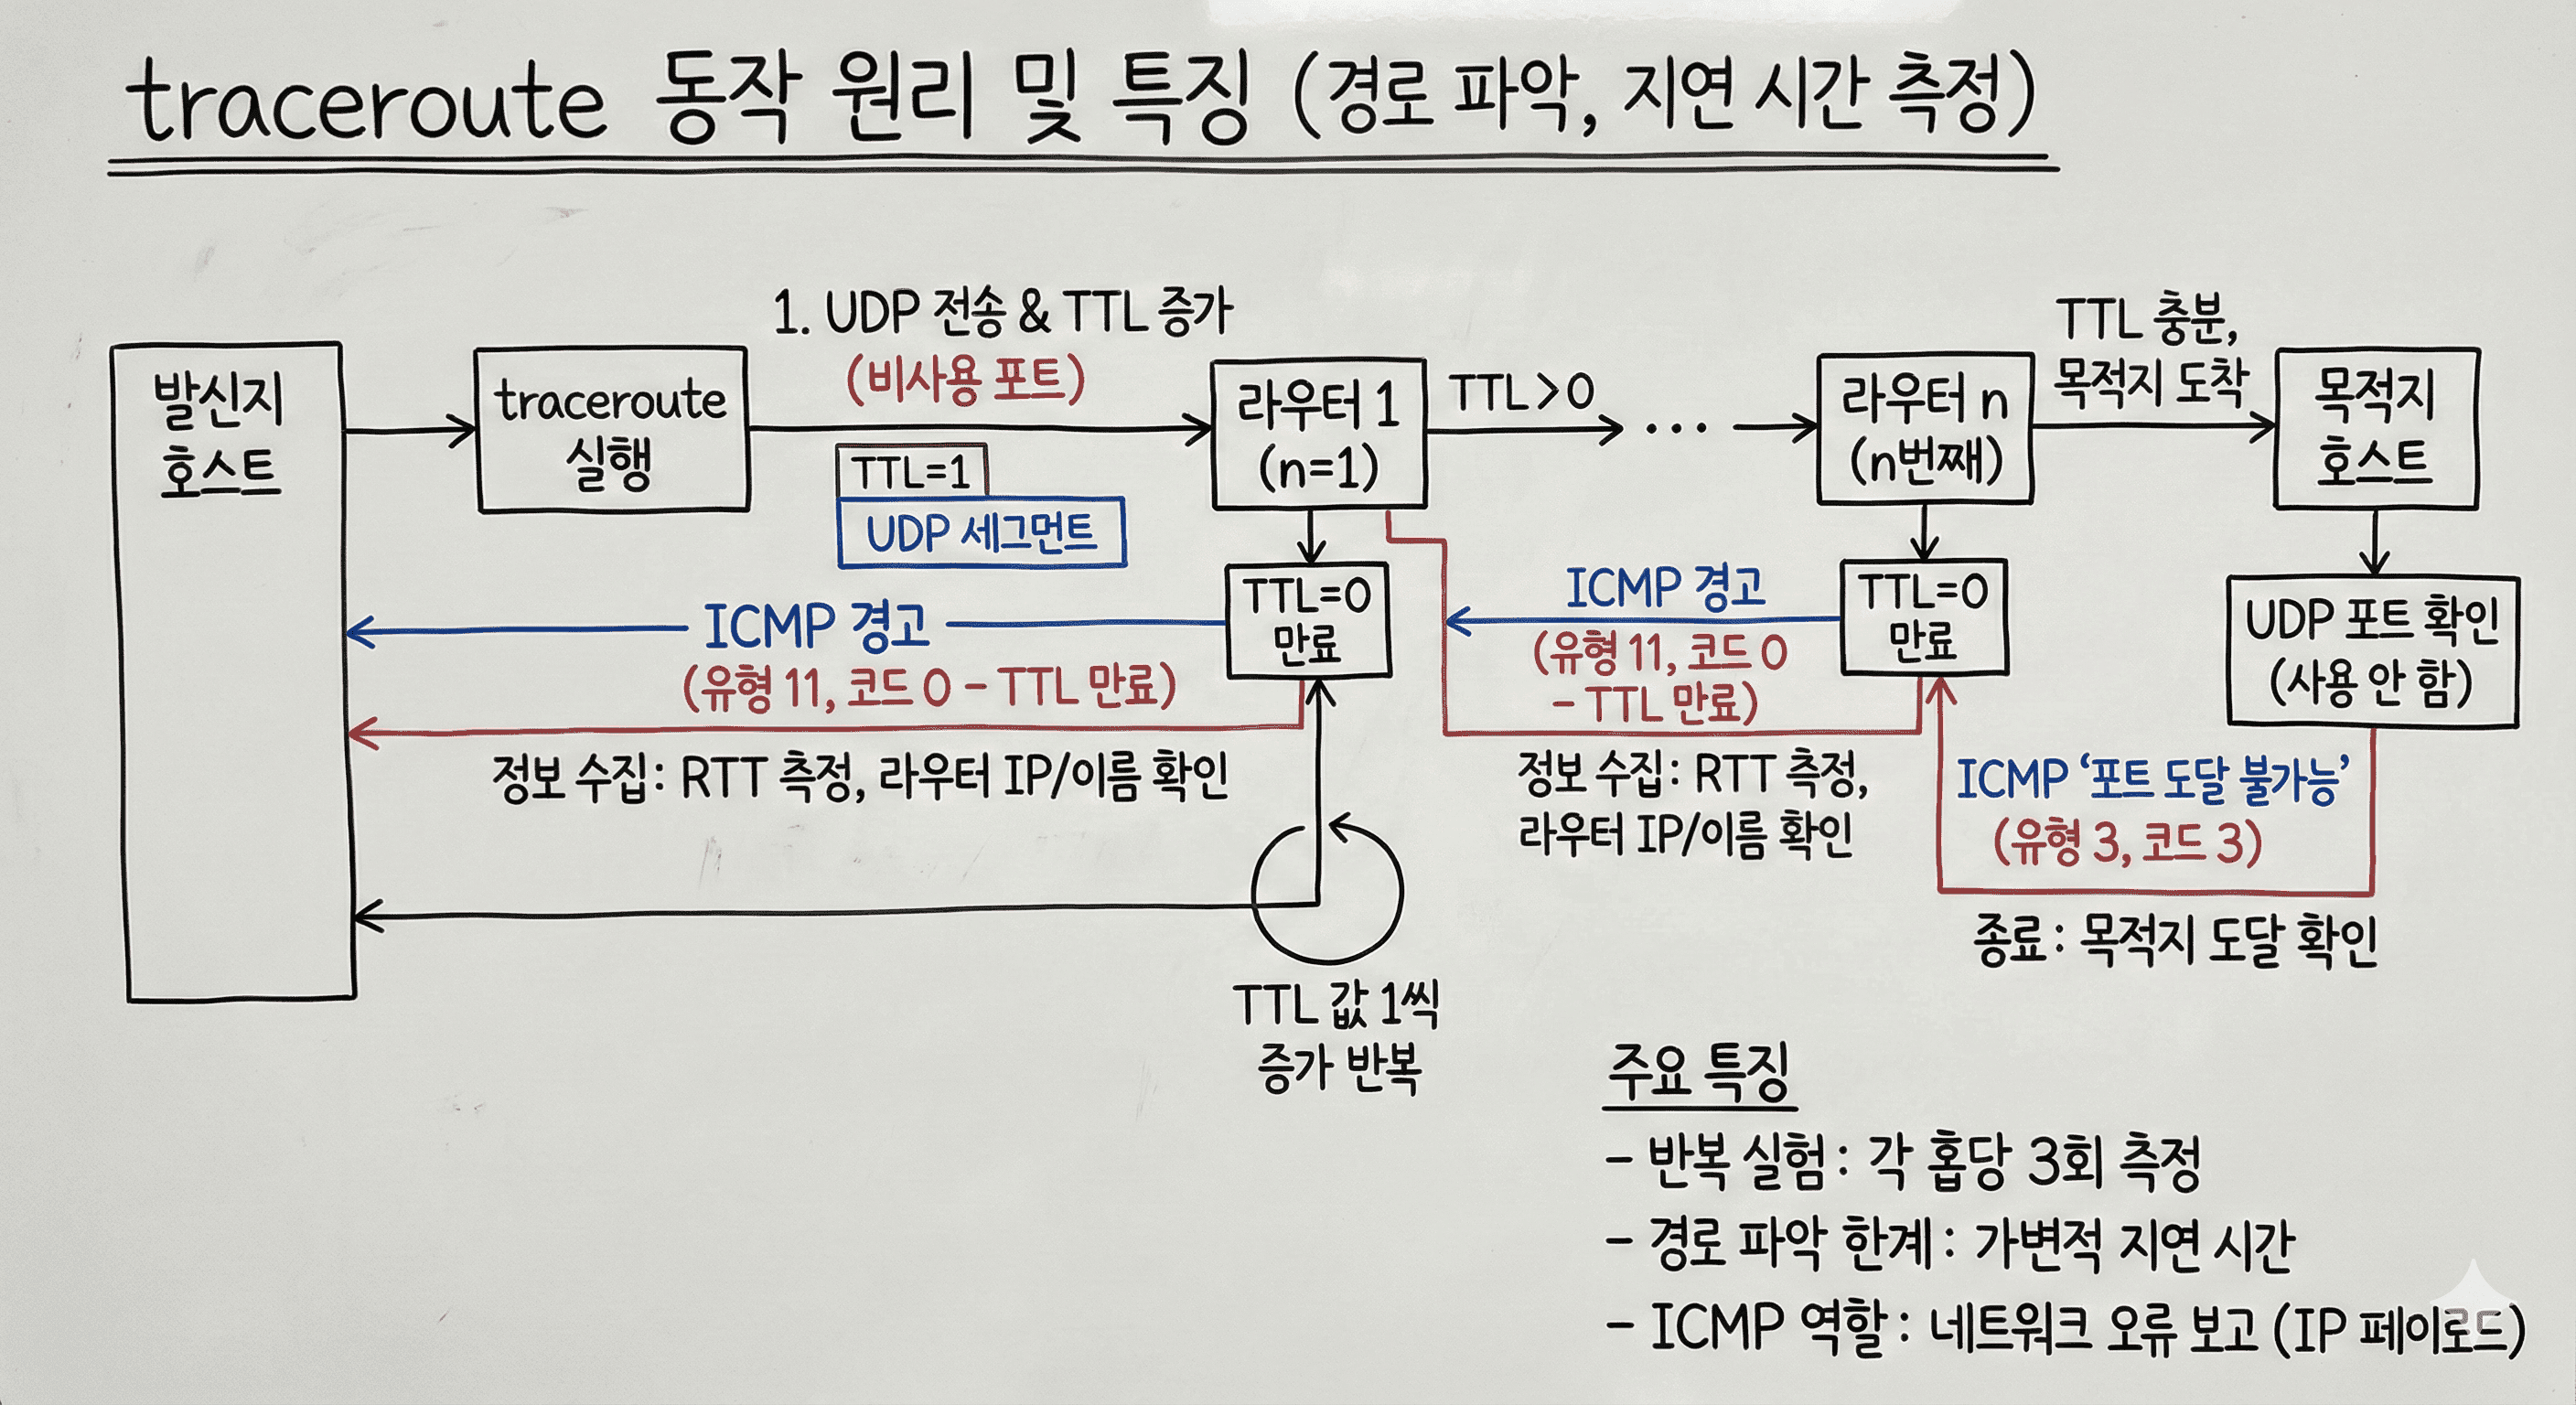 traceroute 동작 원리 및 특징 (경로 파악, 지연 시간 측정)
발신지
호스트
traceroute
실행
1. UDP 전송 & TTL 증가
(비사용 포트)
TTL=1
UDP 세그먼트
라우터 1
(n=1)
TTL>0
...
라우터 n
(n번째)
TTL 충분,
목적지 도착
목적지
호스트
TTL=0
만료
ICMP 경고
(유형 11, 코드 0 - TTL 만료)
정보 수집: RTT 측정, 라우터 IP/이름 확인
TTL=0
만료
ICMP 경고
(유형 11, 코드 0
- TTL 만료)
정보 수집: RTT 측정,
라우터 IP/이름 확인
UDP 포트 확인
(사용 안 함)
ICMP ‘포트 도달 불가능’
(유형 3, 코드 3)
종료: 목적지 도달 확인
TTL 값 1씩
증가 반복
주요 특징
- 반복 실험: 각 홉당 3회 측정
- 경로 파악 한계: 가변적 지연 시간
- ICMP 역할: 네트워크 오류 보고 (IP 페이로드)